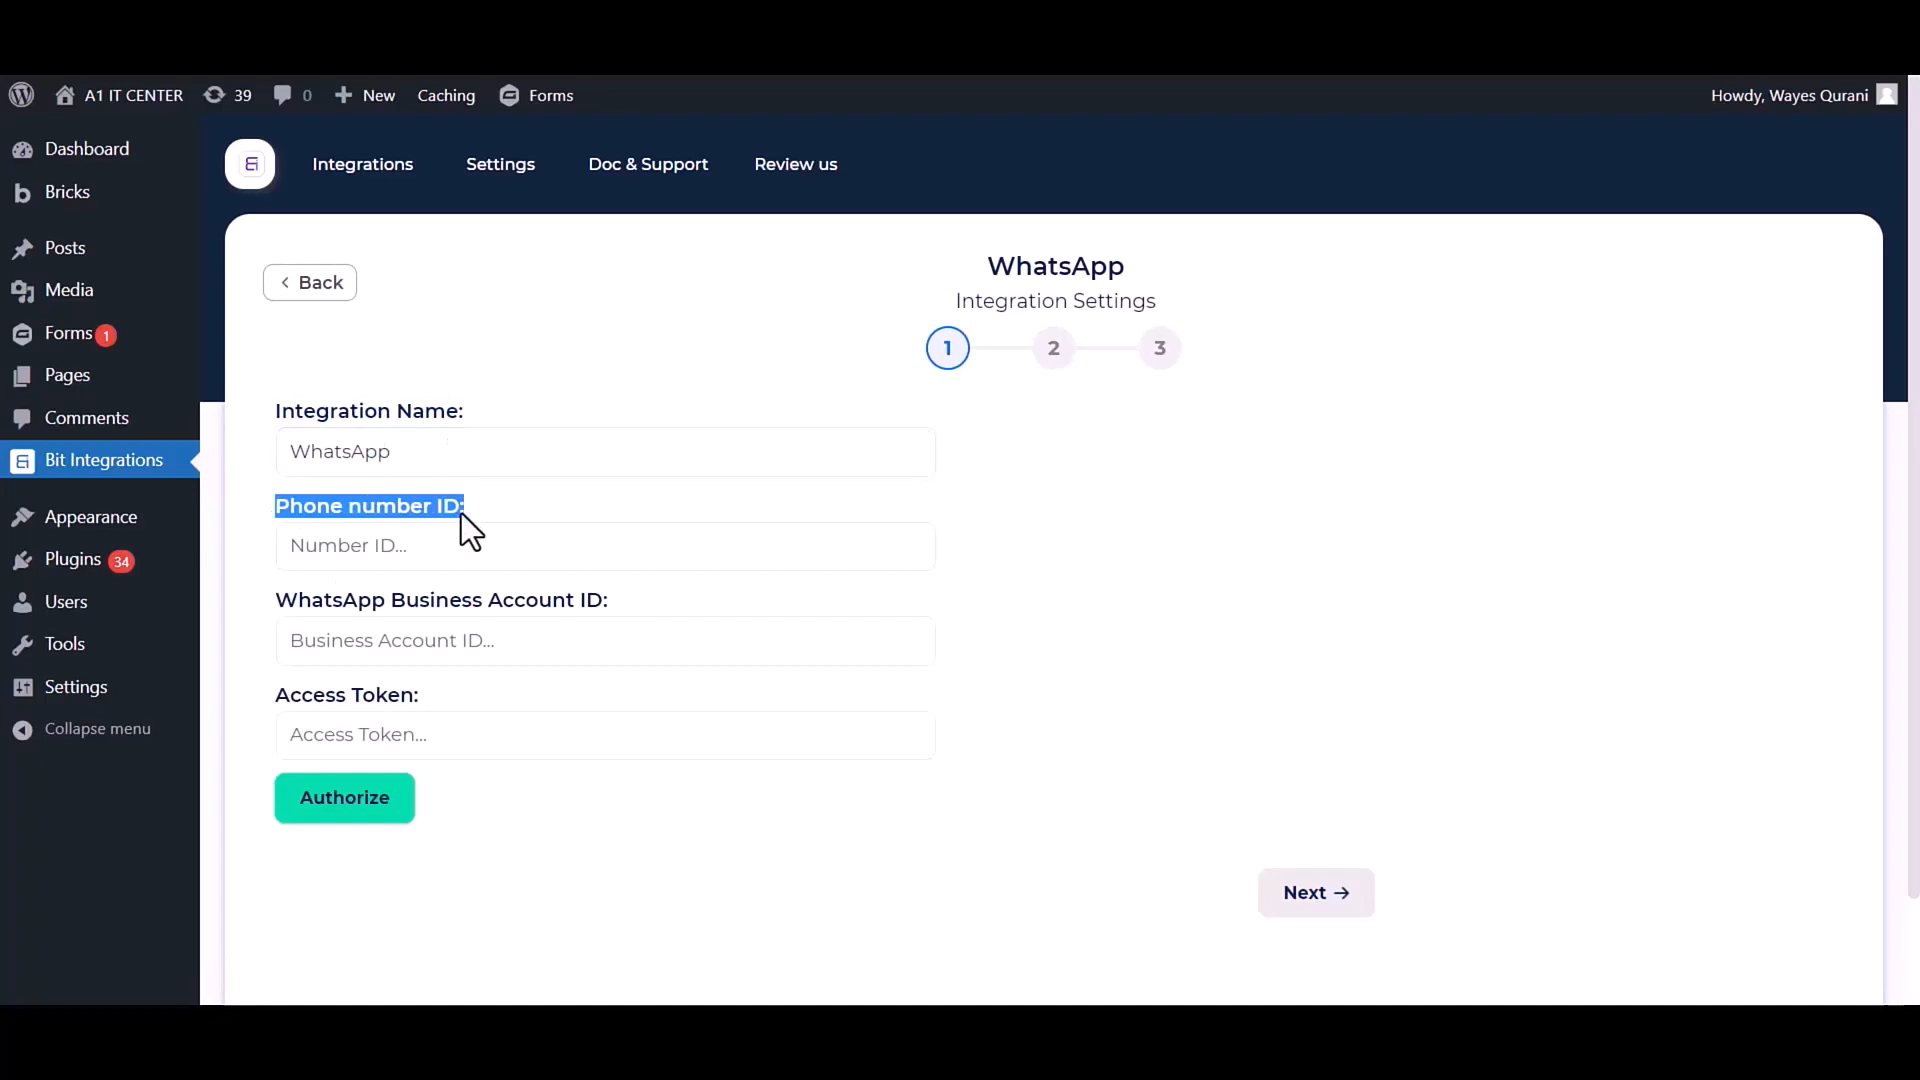 A1 IT CENTER 39 0 New Caching Forms Howdy, Wayes Qurani
Dashboard
Bricks
Posts
Media
Forms 1
Pages
Comments
Bit Integrations
Appearance
Plugins 34
Users
Tools
Settings
Collapse menu
Integrations Settings Doc & Support Review us
Back
WhatsApp
Integration Settings
1 2 3
Integration Name:
WhatsApp
Phone number ID:
Number ID...
WhatsApp Business Account ID:
Business Account ID...
Access Token:
Access Token...
Authorize
Next